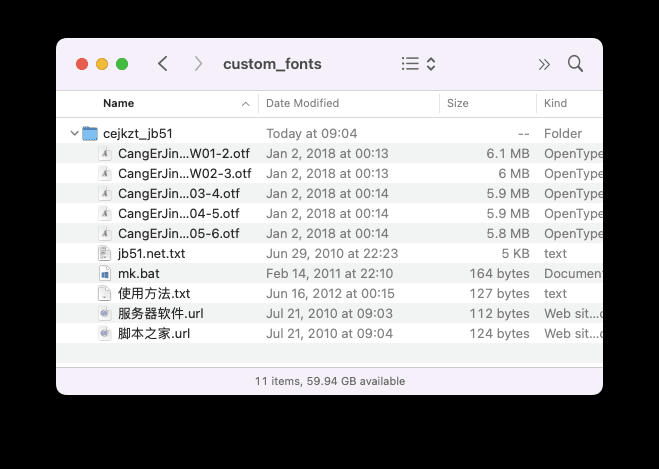 custom_fonts
Name Date Modified Size Kind
cejkzt_jb51 Today at 09:04 -- Folder
CangErJin...W01-2.otf Jan 2, 2018 at 00:13 6.1 MB OpenType
CangErJin...W02-3.otf Jan 2, 2018 at 00:13 6 MB OpenType
CangErJin...03-4.otf Jan 2, 2018 at 00:14 5.9 MB OpenType
CangErJin...04-5.otf Jan 2, 2018 at 00:14 5.9 MB OpenType
CangErJin...05-6.otf Jan 2, 2018 at 00:14 5.8 MB OpenType
jb51.net.txt Jun 29, 2010 at 22:23 5 KB text
mk.bat Feb 14, 2011 at 22:10 164 bytes Documen
使用方法.txt Jun 16, 2012 at 00:15 127 bytes text
服务器软件.url Jul 21, 2010 at 09:03 112 bytes Web sit...c
脚本之家.url Jul 21, 2010 at 09:04 124 bytes Web sit...c
11 items, 59.94 GB available